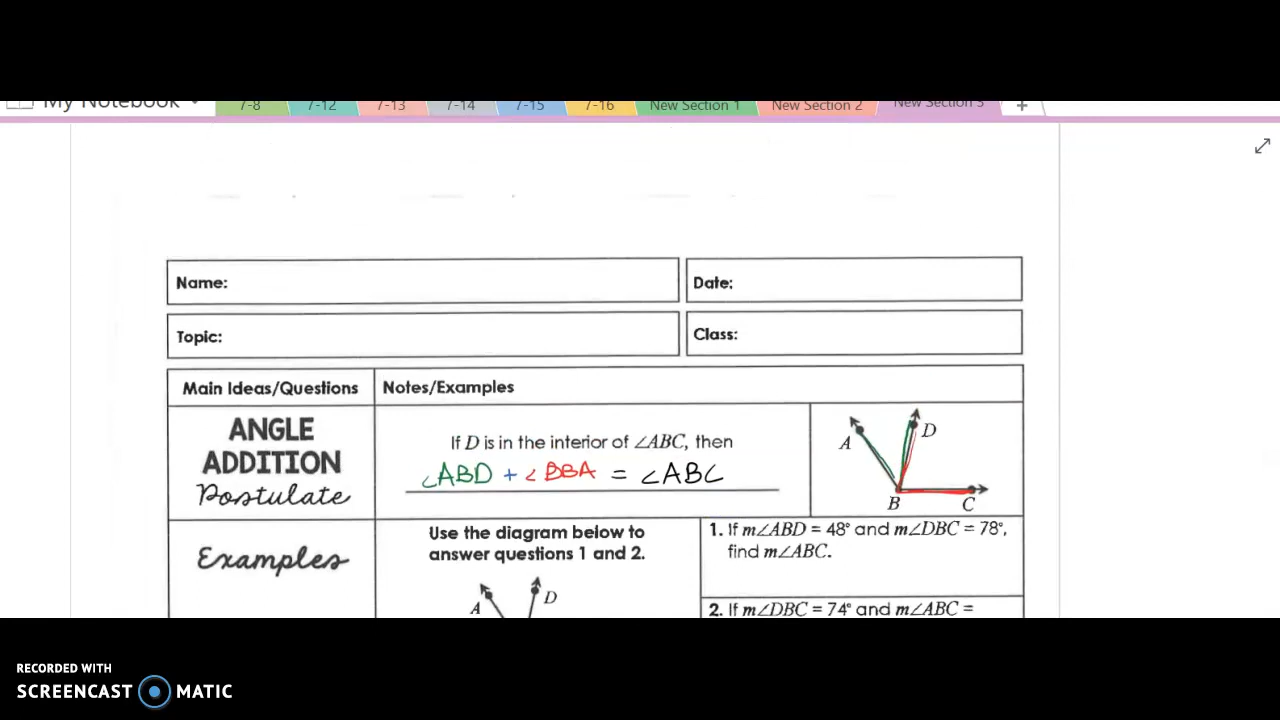 My Notebook
7-8 7-12 7-13 7-14 7-15 7-16 New Section 1 New Section 2 New Section 3 +
Name:
Date:
Topic:
Class:
Main Ideas/Questions
Notes/Examples
ANGLE
ADDITION
Postulate
If D is in the interior of ∠ABC, then
∠ABD + ∠BBA = ∠ABC
A
D
B
C
Examples
Use the diagram below to
answer questions 1 and 2.
A
D
1. If m∠ABD = 48° and m∠DBC = 78°,
find m∠ABC.
2. If m∠DBC = 74° and m∠ABC =
RECORDED WITH
SCREENCAST MATIC